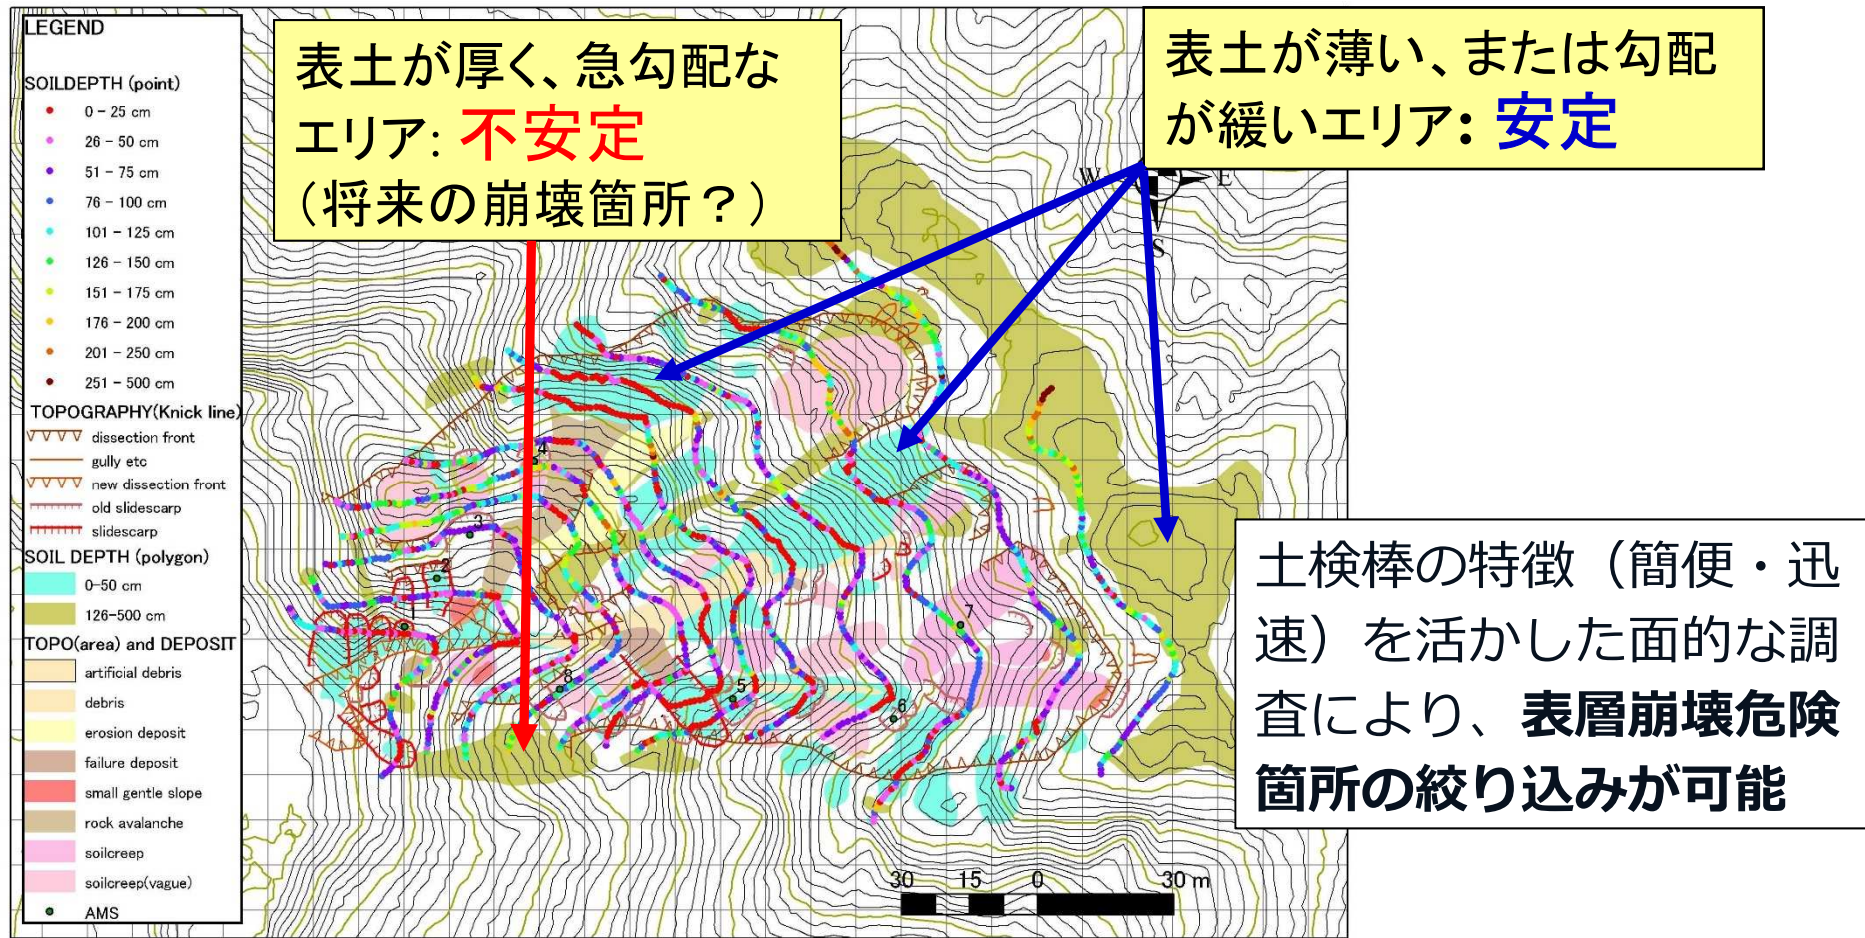 LEGEND
SOILDEPTH (point)
0 - 25 cm
26 - 50 cm
51 - 75 cm
76 - 100 cm
101 - 125 cm
126 - 150 cm
151 - 175 cm
176 - 200 cm
201 - 250 cm
251 - 500 cm
TOPOGRAPHY(Knick line)
dissection front
gully etc
new dissection front
old slidescarp
slidescarp
SOIL DEPTH (polygon)
0-50 cm
126-500 cm
TOPO(area) and DEPOSIT
artificial debris
debris
erosion deposit
failure deposit
small gentle slope
rock avalanche
soilcreep
soilcreep(vague)
AMS
表土が厚く、急勾配な
エリア: 不安定
（将来の崩壊箇所？）
表土が薄い、または勾配
が緩いエリア: 安定
W E
S
4
3
2
1
7
8
5
6
土検棒の特徴（簡便・迅
速）を活かした面的な調
査により、表層崩壊危険
箇所の絞り込みが可能
30 15 0 30 m